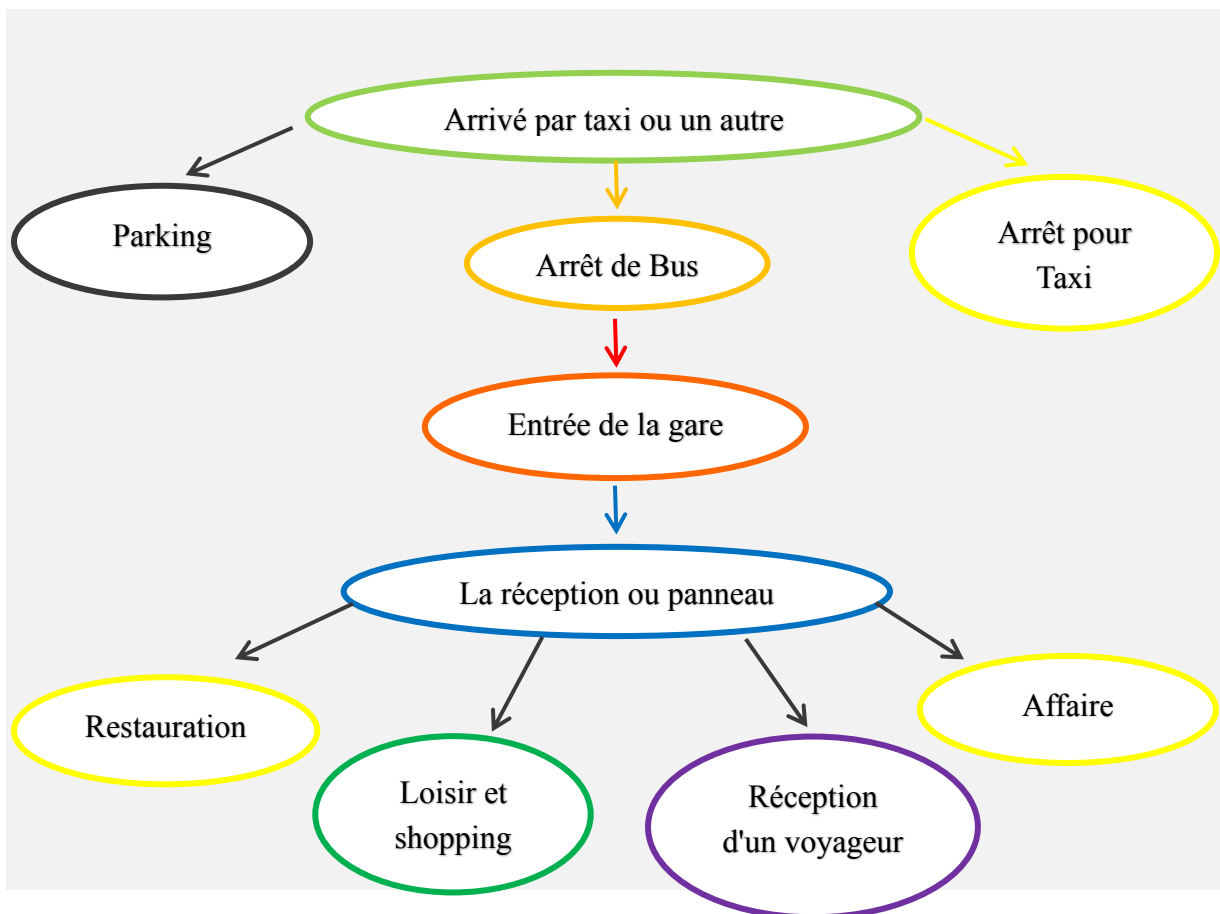 Arrivé par taxi ou un autre
Parking
Arrêt de Bus
Arrêt pour
Taxi
Entrée de la gare
La réception ou panneau
Restauration
Loisir et
shopping
Réception
d'un voyageur
Affaire